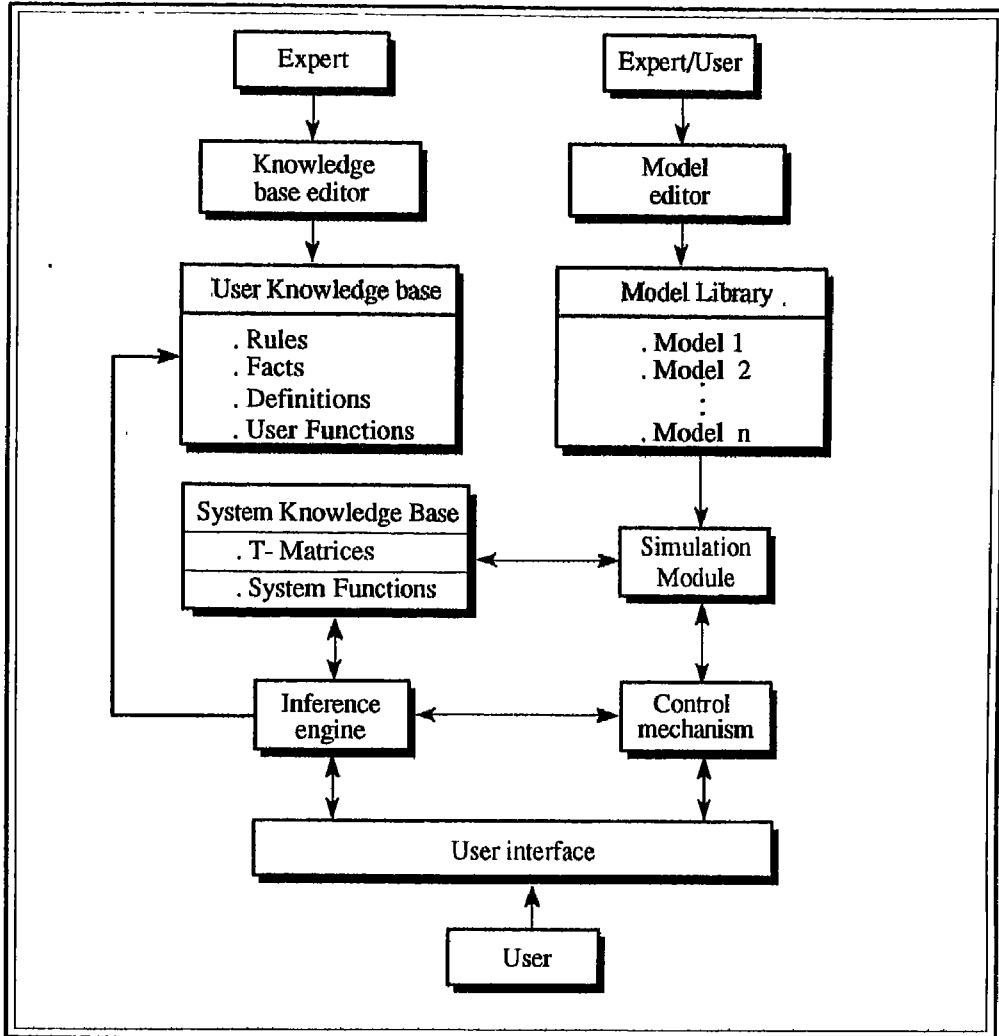 Expert
Expert/User
Knowledge
base editor
Model
editor
User Knowledge base
. Rules
. Facts
. Definitions
. User Functions
Model Library
. Model 1
. Model 2
. Model n
System Knowledge Base
. T- Matrices
. System Functions
Simulation
Module
Inference
engine
Control
mechanism
User interface
User